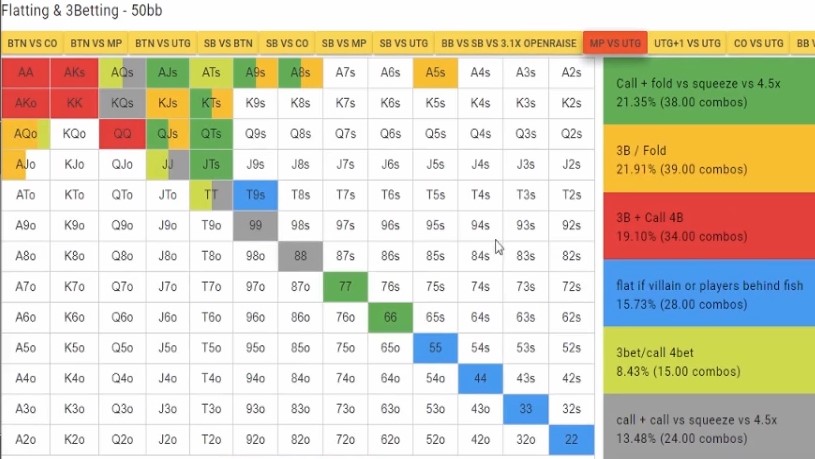 Flatting & 3Betting - 50bb
BTN VS CO BTN VS MP BTN VS UTG SB VS BTN SB VS CO SB VS MP SB VS UTG BB VS SB VS 3.1X OPENRAISE MP VS UTG UTG+1 VS UTG CO VS UTG BB V
AA AKs AQs AJs ATs A9s A8s A7s A6s A5s A4s A3s A2s
AKo KK KQs KJs KTs K9s K8s K7s K6s K5s K4s K3s K2s
AQo KQo QQ QJs QTs Q9s Q8s Q7s Q6s Q5s Q4s Q3s Q2s
AJo KJo QJo JJ JTs J9s J8s J7s J6s J5s J4s J3s J2s
ATo KTo QTo JTo TT T9s T8s T7s T6s T5s T4s T3s T2s
A9o K9o Q9o J9o T9o 99 98s 97s 96s 95s 94s 93s 92s
A8o K8o Q8o J8o T8o 98o 88 87s 86s 85s 84s 83s 82s
A7o K7o Q7o J7o T7o 97o 87o 77 76s 75s 74s 73s 72s
A6o K6o Q6o J6o T6o 96o 86o 76o 66 65s 64s 63s 62s
A5o K5o Q5o J5o T5o 95o 85o 75o 65o 55 54s 53s 52s
A4o K4o Q4o J4o T4o 94o 84o 74o 64o 54o 44 43s 42s
A3o K3o Q3o J3o T3o 93o 83o 73o 63o 53o 43o 33 32s
A2o K2o Q2o J2o T2o 92o 82o 72o 62o 52o 42o 32o 22
Call + fold vs squeeze vs 4.5x
21.35% (38.00 combos)
3B / Fold
21.91% (39.00 combos)
3B + Call 4B
19.10% (34.00 combos)
flat if villain or players behind fish
15.73% (28.00 combos)
3bet/call 4bet
8.43% (15.00 combos)
call + call vs squeeze vs 4.5x
13.48% (24.00 combos)